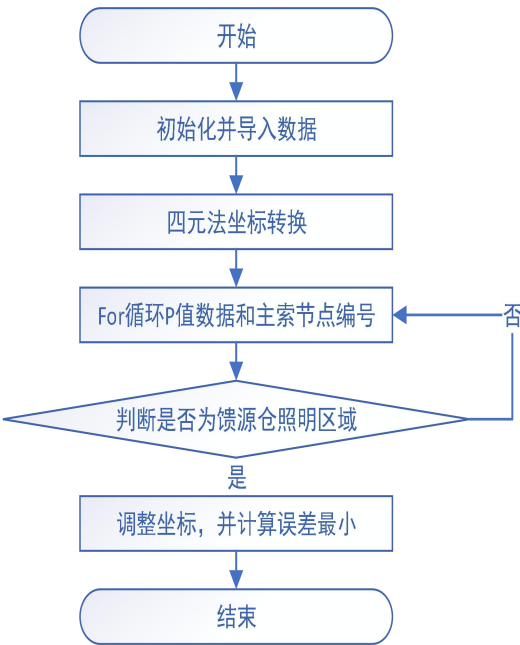 开始
初始化并导入数据
四元法坐标转换
For循环P值数据和主索节点编号
否
判断是否为馈源仓照明区域
是
调整坐标，并计算误差最小
结束